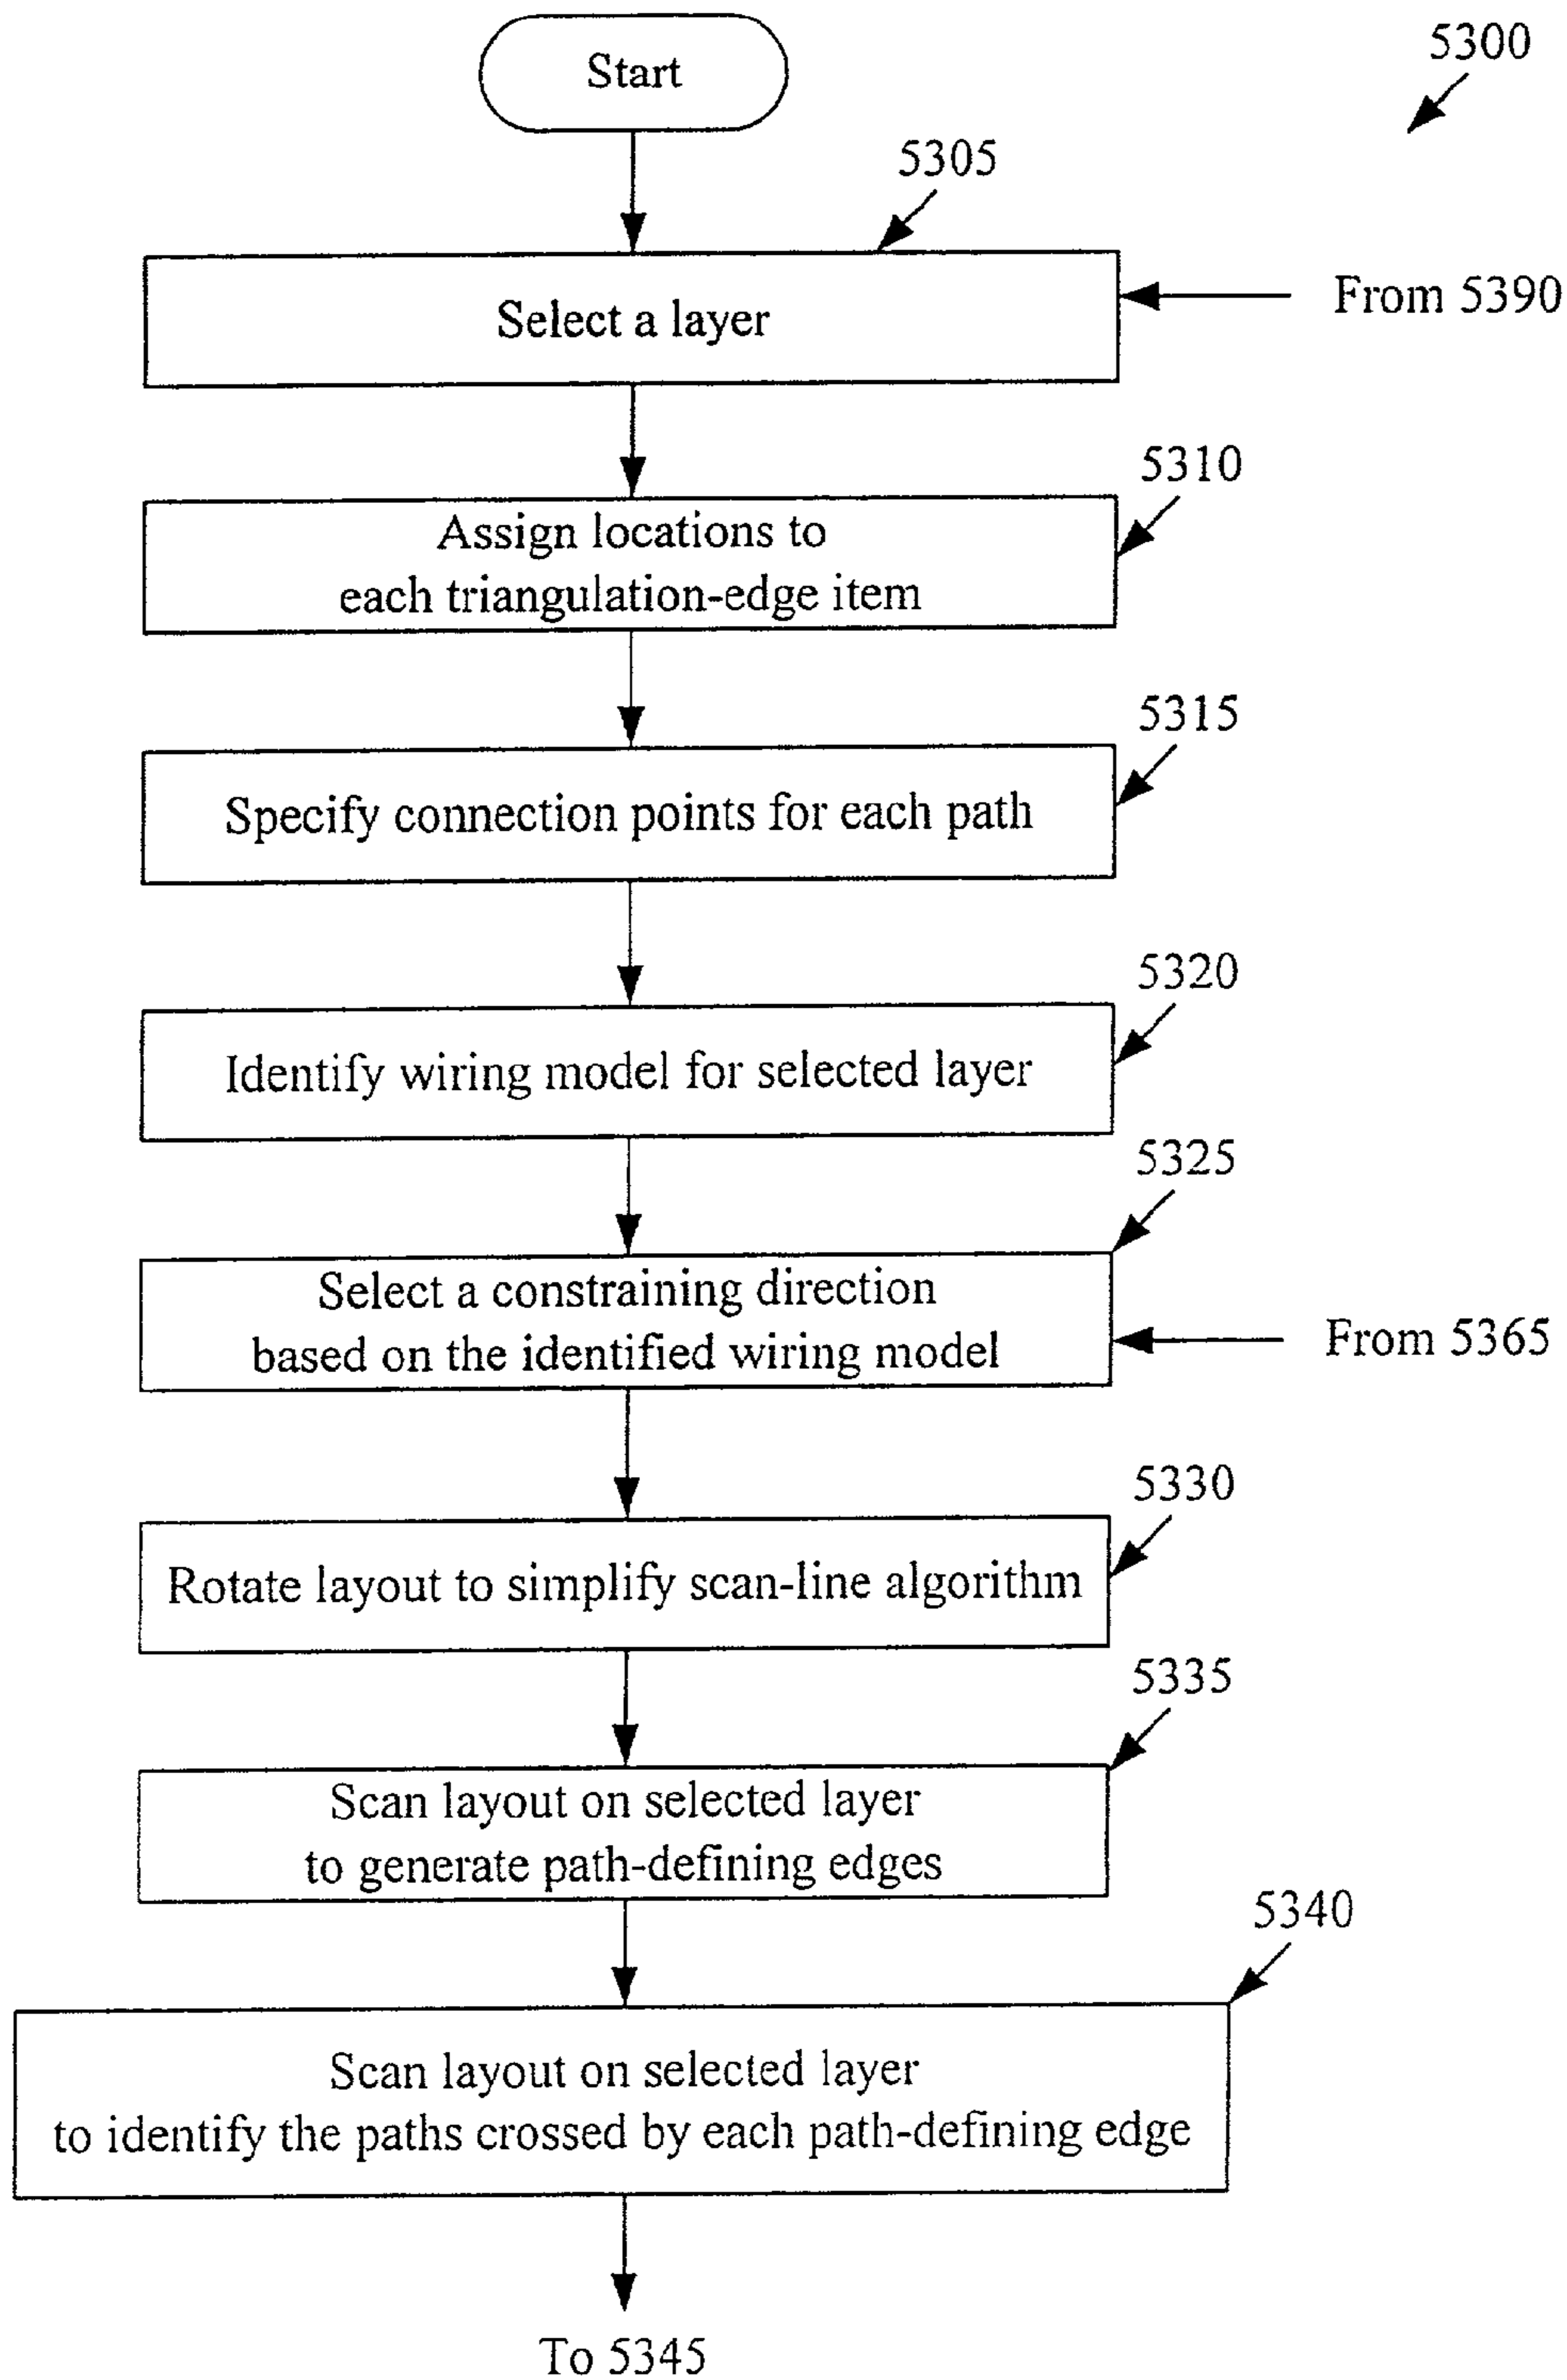 Start
5300
5305
Select a layer
From 5390
5310
Assign locations to
each triangulation-edge item
5315
Specify connection points for each path
5320
Identify wiring model for selected layer
5325
Select a constraining direction
based on the identified wiring model
From 5365
5330
Rotate layout to simplify scan-line algorithm
5335
Scan layout on selected layer
to generate path-defining edges
5340
Scan layout on selected layer
to identify the paths crossed by each path-defining edge
To 5345